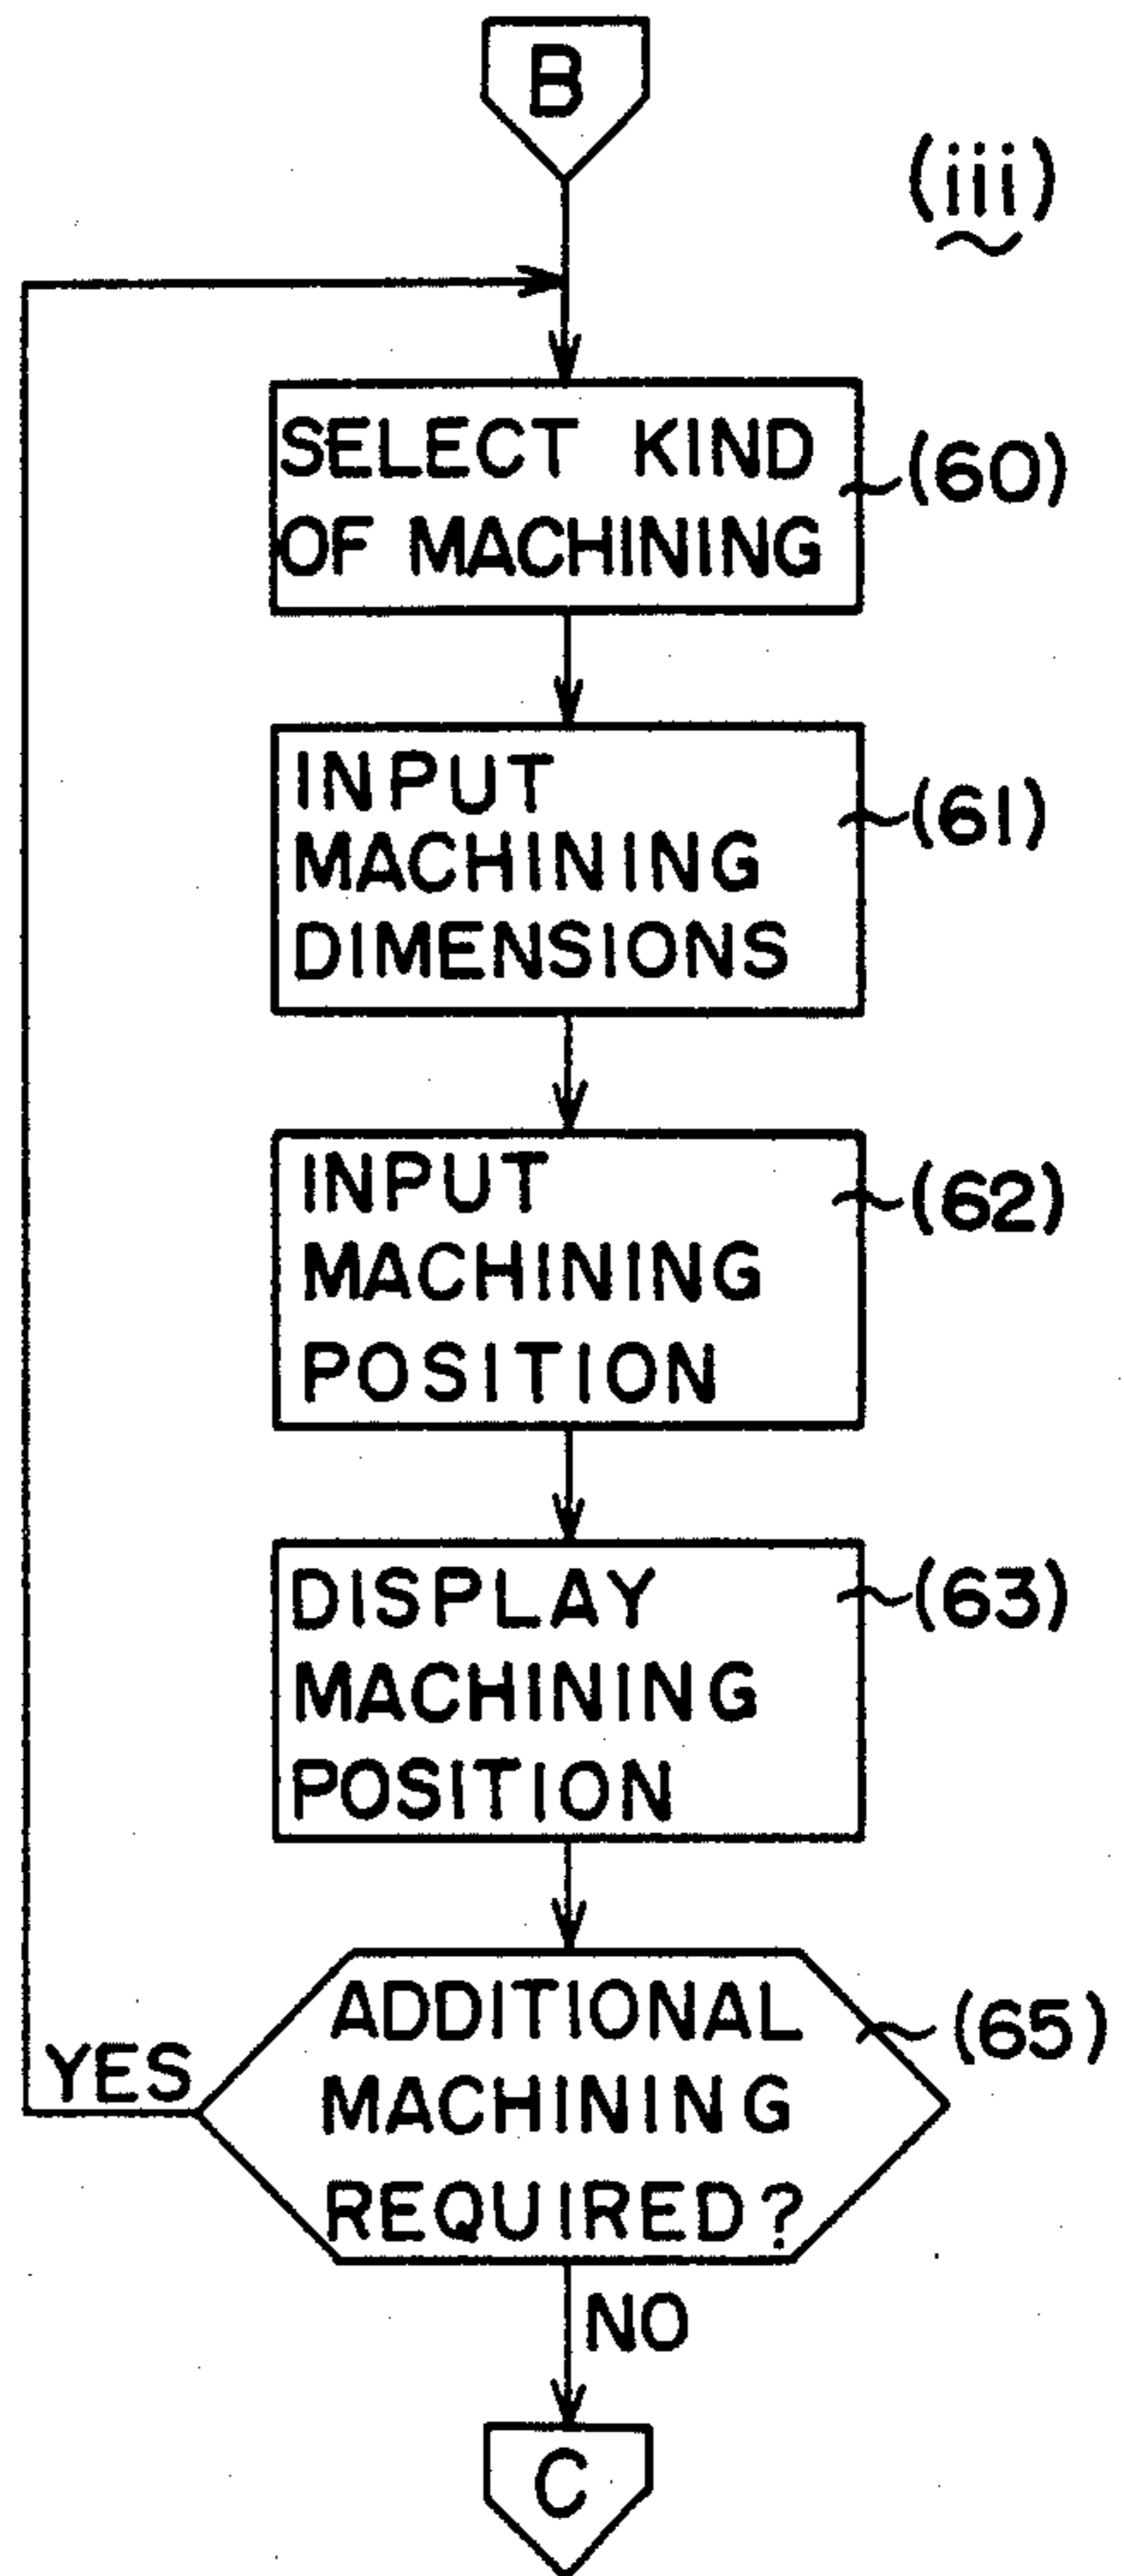 B
(iii)
SELECT KIND
OF MACHINING
(60)
INPUT
MACHINING
DIMENSIONS
(61)
INPUT
MACHINING
POSITION
(62)
DISPLAY
MACHINING
POSITION
(63)
ADDITIONAL
MACHINING
REQUIRED?
(65)
YES
NO
C